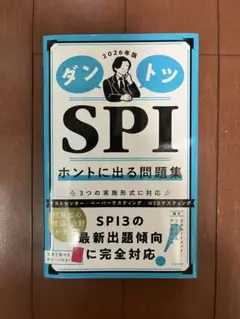 2026年版
ダントツ
SPI
ホントに出る問題集
3つの実施形式に対応
テストセンター/ペーパーテスティング/WEBテスティング
SPI3の
最新出題傾向
に完全対応